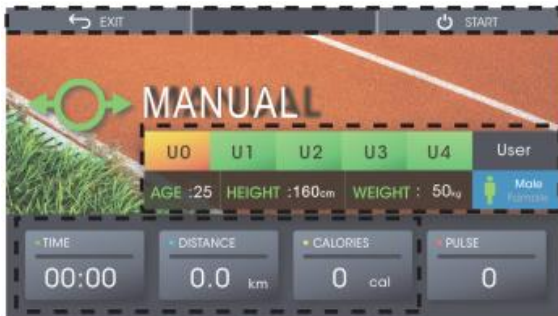 EXIT START
MANUAL
U0 U1 U2 U3 U4 User
AGE :25 HEIGHT :160cm WEIGHT : 50kg Male
Female
TIME DISTANCE CALORIES PULSE
00:00 0.0 km 0 cal 0